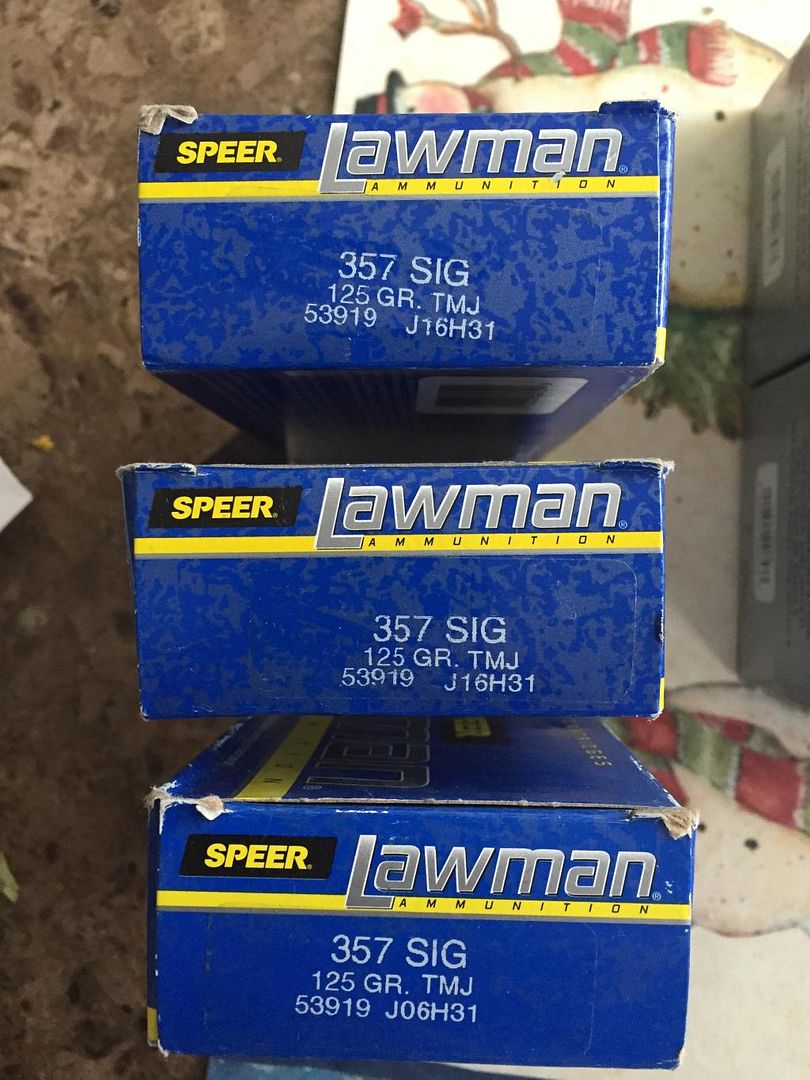 SPEER® Lawman®
AMMUNITION
357 SIG
125 GR. TMJ
53919 J16H31
SPEER® Lawman®
AMMUNITION
357 SIG
125 GR. TMJ
53919 J16H31
SPEER® Lawman®
AMMUNITION
357 SIG
125 GR. TMJ
53919 J06H31